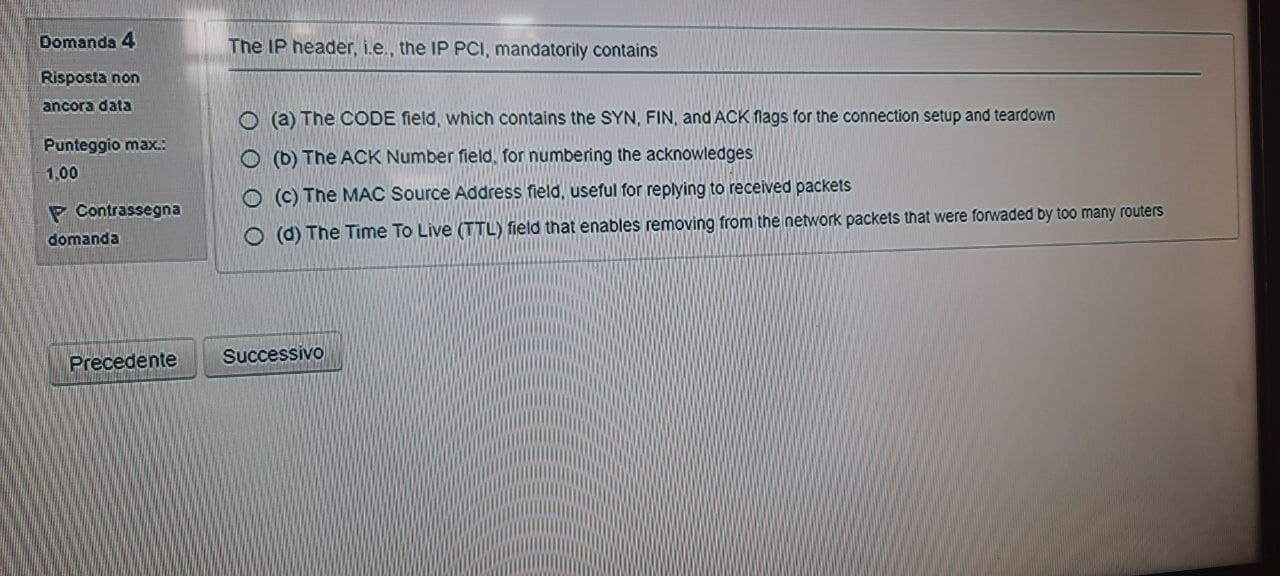 Domanda 4
Risposta non
ancora data
Punteggio max.:
1,00
Contrassegna
domanda
The IP header, i.e., the IP PCI, mandatorily contains
(a) The CODE field, which contains the SYN, FIN, and ACK flags for the connection setup and teardown
(b) The ACK Number field, for numbering the acknowledges
(c) The MAC Source Address field, useful for replying to received packets
(d) The Time To Live (TTL) field that enables removing from the network packets that were forwaded by too many routers
Precedente
Successivo